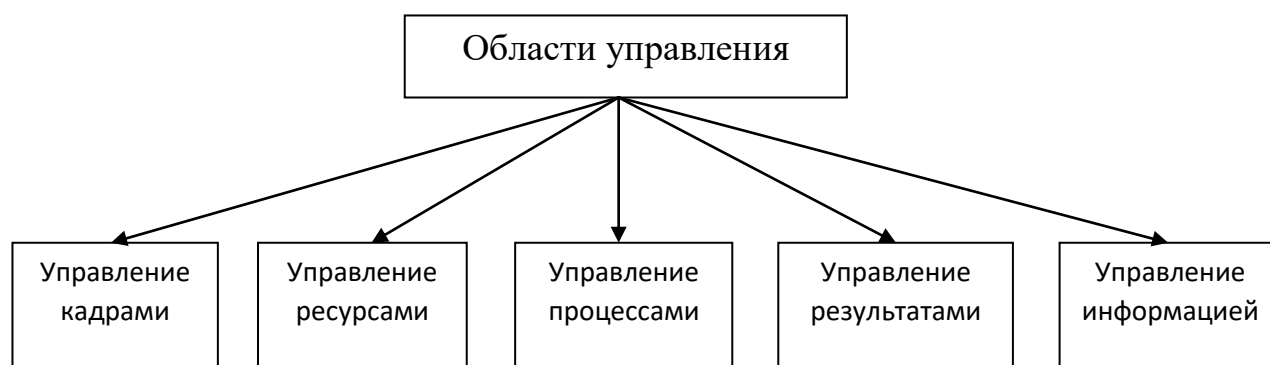 Области управления
Управление
кадрами
Управление
ресурсами
Управление
процессами
Управление
результатами
Управление
информацией